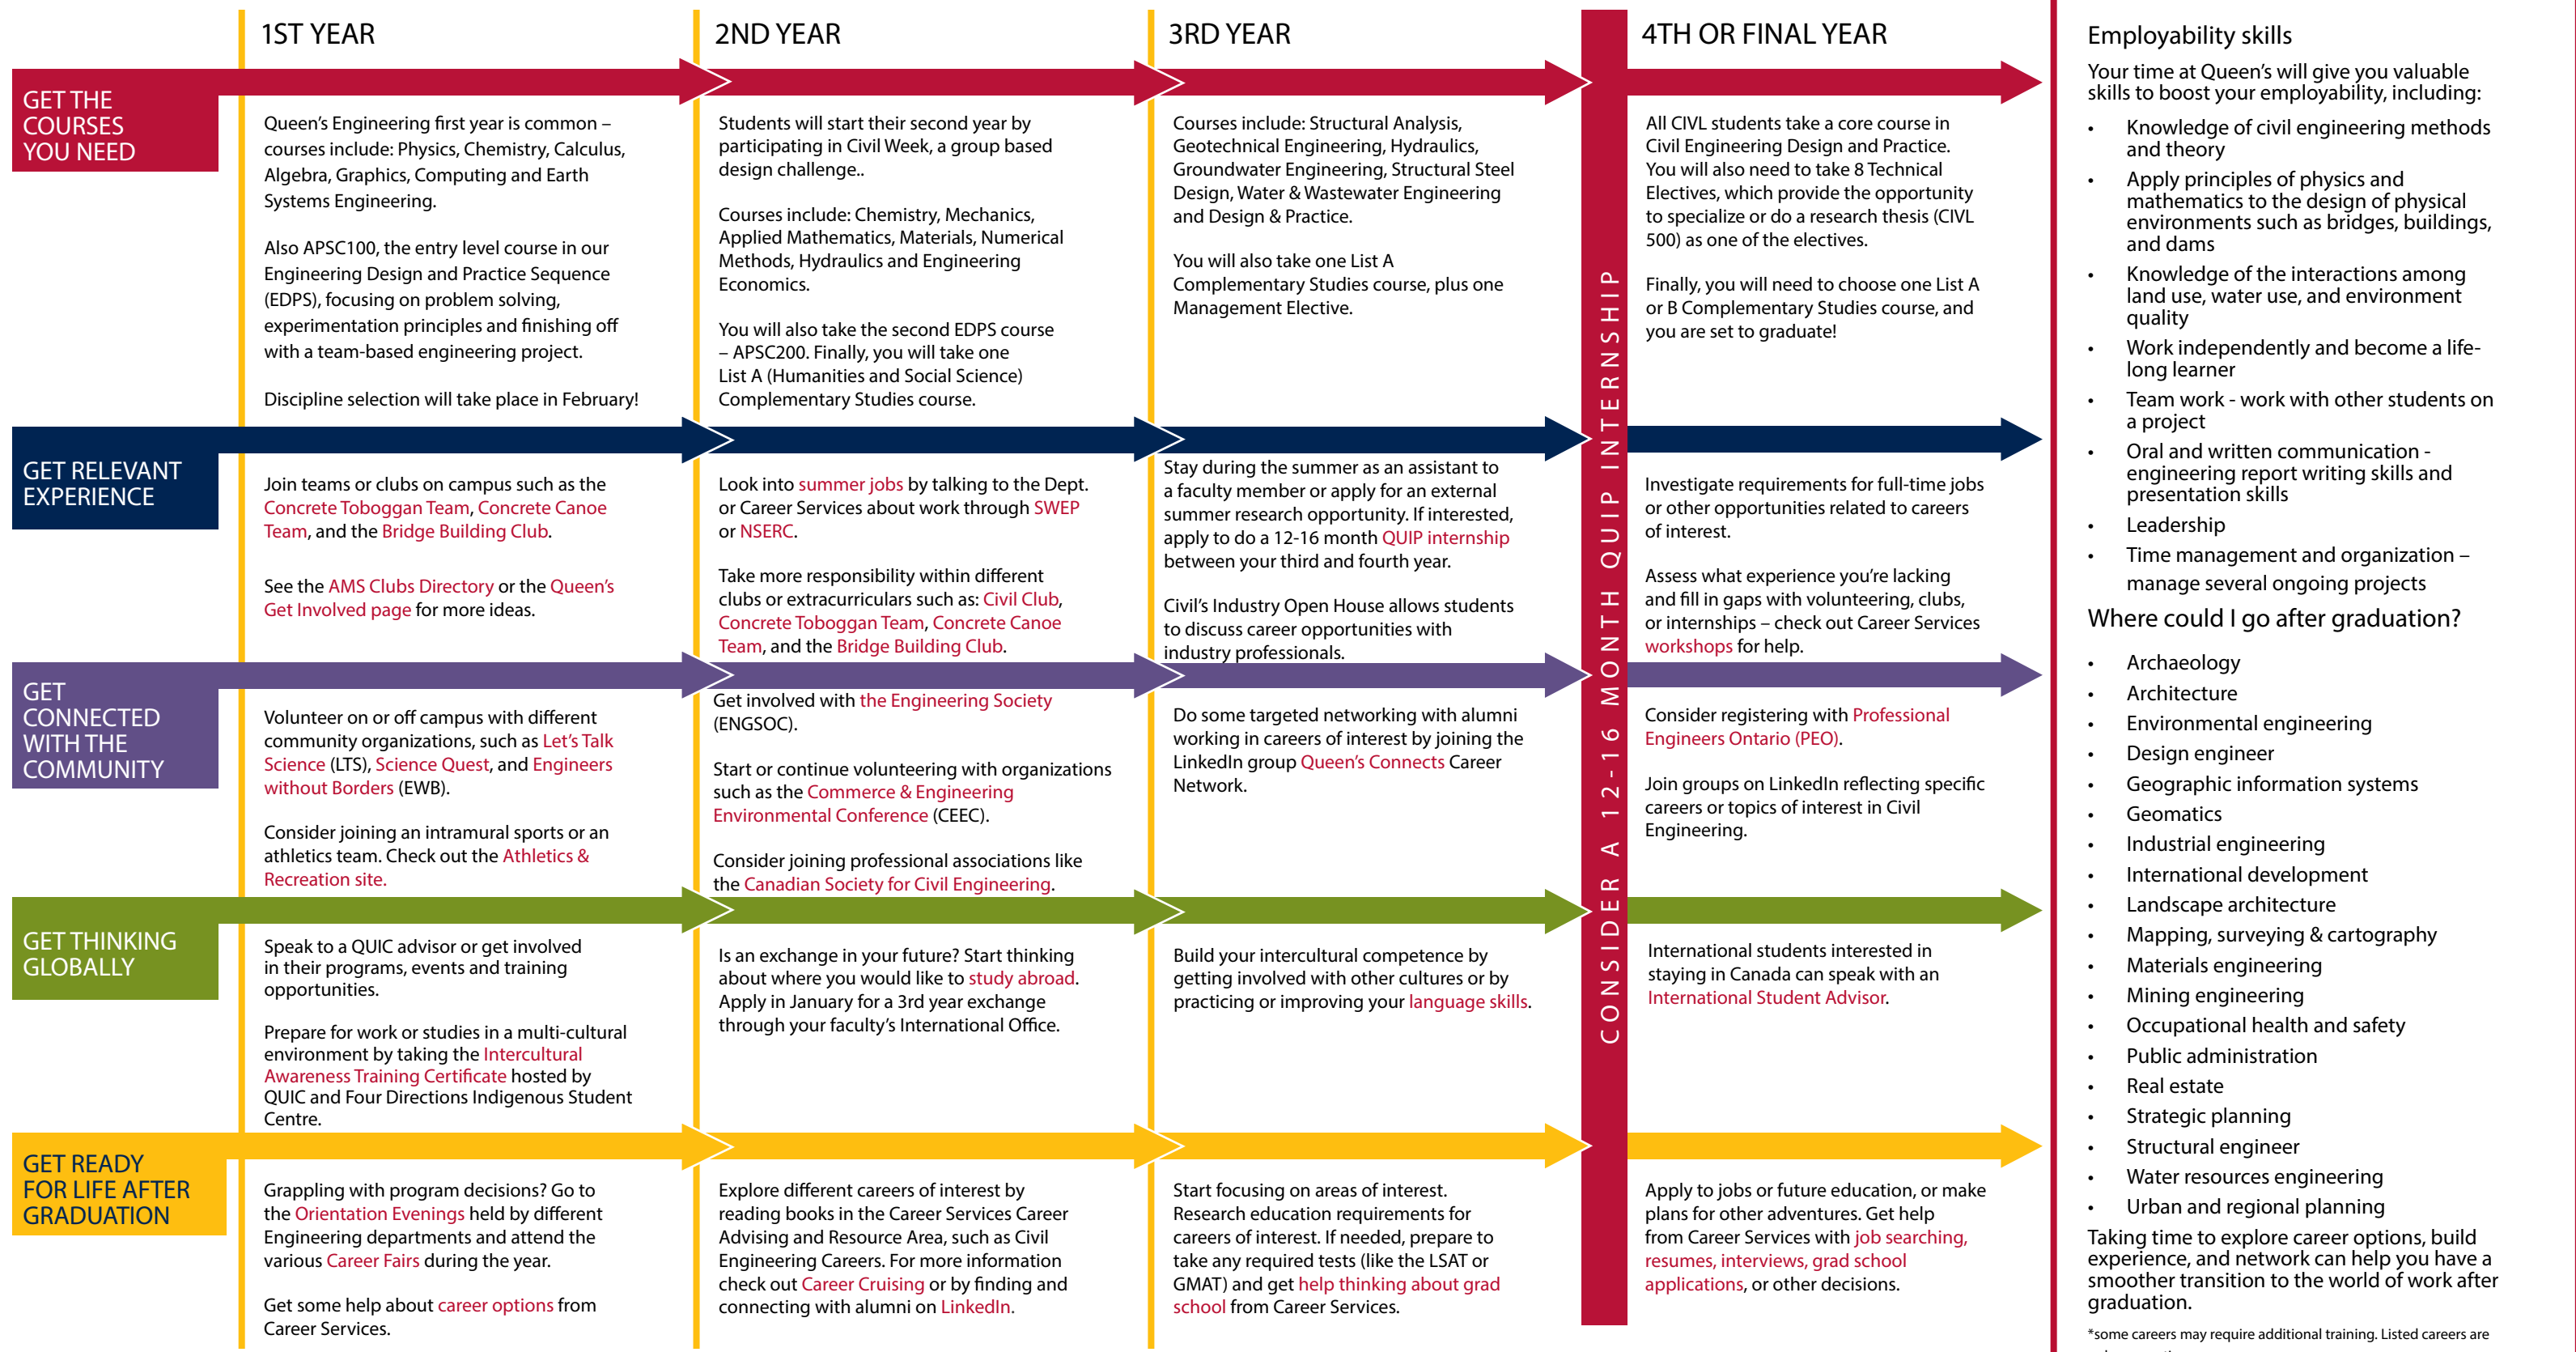 1ST YEAR
2ND YEAR
3RD YEAR
4TH OR FINAL YEAR
GET THE
COURSES
YOU NEED
Queen's Engineering first year is common –
courses include: Physics, Chemistry, Calculus,
Algebra, Graphics, Computing and Earth
Systems Engineering.
Also APSC100, the entry level course in our
Engineering Design and Practice Sequence
(EDPS), focusing on problem solving,
experimentation principles and finishing off
with a team-based engineering project.
Discipline selection will take place in February!
Students will start their second year by
participating in Civil Week, a group based
design challenge..
Courses include: Chemistry, Mechanics,
Applied Mathematics, Materials, Numerical
Methods, Hydraulics and Engineering
Economics.
You will also take the second EDPS course
– APSC200. Finally, you will take one
List A (Humanities and Social Science)
Complementary Studies course.
Courses include: Structural Analysis,
Geotechnical Engineering, Hydraulics,
Groundwater Engineering, Structural Steel
Design, Water & Wastewater Engineering
and Design & Practice.
You will also take one List A
Complementary Studies course, plus one
Management Elective.
All CIVL students take a core course in
Civil Engineering Design and Practice.
You will also need to take 8 Technical
Electives, which provide the opportunity
to specialize or do a research thesis (CIVL
500) as one of the electives.
Finally, you will need to choose one List A
or B Complementary Studies course, and
you are set to graduate!
GET RELEVANT
EXPERIENCE
Join teams or clubs on campus such as the
Concrete Toboggan Team, Concrete Canoe
Team, and the Bridge Building Club.
See the AMS Clubs Directory or the Queen's
Get Involved page for more ideas.
Look into summer jobs by talking to the Dept.
or Career Services about work through SWEP
or NSERC.
Take more responsibility within different
clubs or extracurriculars such as: Civil Club,
Concrete Toboggan Team, Concrete Canoe
Team, and the Bridge Building Club.
Stay during the summer as an assistant to
a faculty member or apply for an external
summer research opportunity. If interested,
apply to do a 12-16 month QUIP internship
between your third and fourth year.
Civil's Industry Open House allows students
to discuss career opportunities with
industry professionals.
Investigate requirements for full-time jobs
or other opportunities related to careers
of interest.
Assess what experience you're lacking
and fill in gaps with volunteering, clubs,
or internships – check out Career Services
workshops for help.
GET
CONNECTED
WITH THE
COMMUNITY
Volunteer on or off campus with different
community organizations, such as Let's Talk
Science (LTS), Science Quest, and Engineers
without Borders (EWB).
Consider joining an intramural sports or an
athletics team. Check out the Athletics &
Recreation site.
Get involved with the Engineering Society
(ENGSOC).
Start or continue volunteering with organizations
such as the Commerce & Engineering
Environmental Conference (CEEC).
Consider joining professional associations like
the Canadian Society for Civil Engineering.
Do some targeted networking with alumni
working in careers of interest by joining the
LinkedIn group Queen's Connects Career
Network.
Consider registering with Professional
Engineers Ontario (PEO).
Join groups on LinkedIn reflecting specific
careers or topics of interest in Civil
Engineering.
GET THINKING
GLOBALLY
Speak to a QUIC advisor or get involved
in their programs, events and training
opportunities.
Prepare for work or studies in a multi-cultural
environment by taking the Intercultural
Awareness Training Certificate hosted by
QUIC and Four Directions Indigenous Student
Centre.
Is an exchange in your future? Start thinking
about where you would like to study abroad.
Apply in January for a 3rd year exchange
through your faculty's International Office.
Build your intercultural competence by
getting involved with other cultures or by
practicing or improving your language skills.
International students interested in
staying in Canada can speak with an
International Student Advisor.
GET READY
FOR LIFE AFTER
GRADUATION
Grappling with program decisions? Go to
the Orientation Evenings held by different
Engineering departments and attend the
various Career Fairs during the year.
Get some help about career options from
Career Services.
Explore different careers of interest by
reading books in the Career Services Career
Advising and Resource Area, such as Civil
Engineering Careers. For more information
check out Career Cruising or by finding and
connecting with alumni on LinkedIn.
Start focusing on areas of interest.
Research education requirements for
careers of interest. If needed, prepare to
take any required tests (like the LSAT or
GMAT) and get help thinking about grad
school from Career Services.
Apply to jobs or future education, or make
plans for other adventures. Get help
from Career Services with job searching,
resumes, interviews, grad school
applications, or other decisions.
CONSIDER A 12-16 MONTH QUIP INTERNSHIP
Employability skills
Your time at Queen's will give you valuable
skills to boost your employability, including:
• Knowledge of civil engineering methods
and theory
• Apply principles of physics and
mathematics to the design of physical
environments such as bridges, buildings,
and dams
• Knowledge of the interactions among
land use, water use, and environment
quality
• Work independently and become a life-
long learner
• Team work - work with other students on
a project
• Oral and written communication -
engineering report writing skills and
presentation skills
• Leadership
• Time management and organization –
manage several ongoing projects
Where could I go after graduation?
• Archaeology
• Architecture
• Environmental engineering
• Design engineer
• Geographic information systems
• Geomatics
• Industrial engineering
• International development
• Landscape architecture
• Mapping, surveying & cartography
• Materials engineering
• Mining engineering
• Occupational health and safety
• Public administration
• Real estate
• Strategic planning
• Structural engineer
• Water resources engineering
• Urban and regional planning
Taking time to explore career options, build
experience, and network can help you have a
smoother transition to the world of work after
graduation.
*some careers may require additional training. Listed careers are